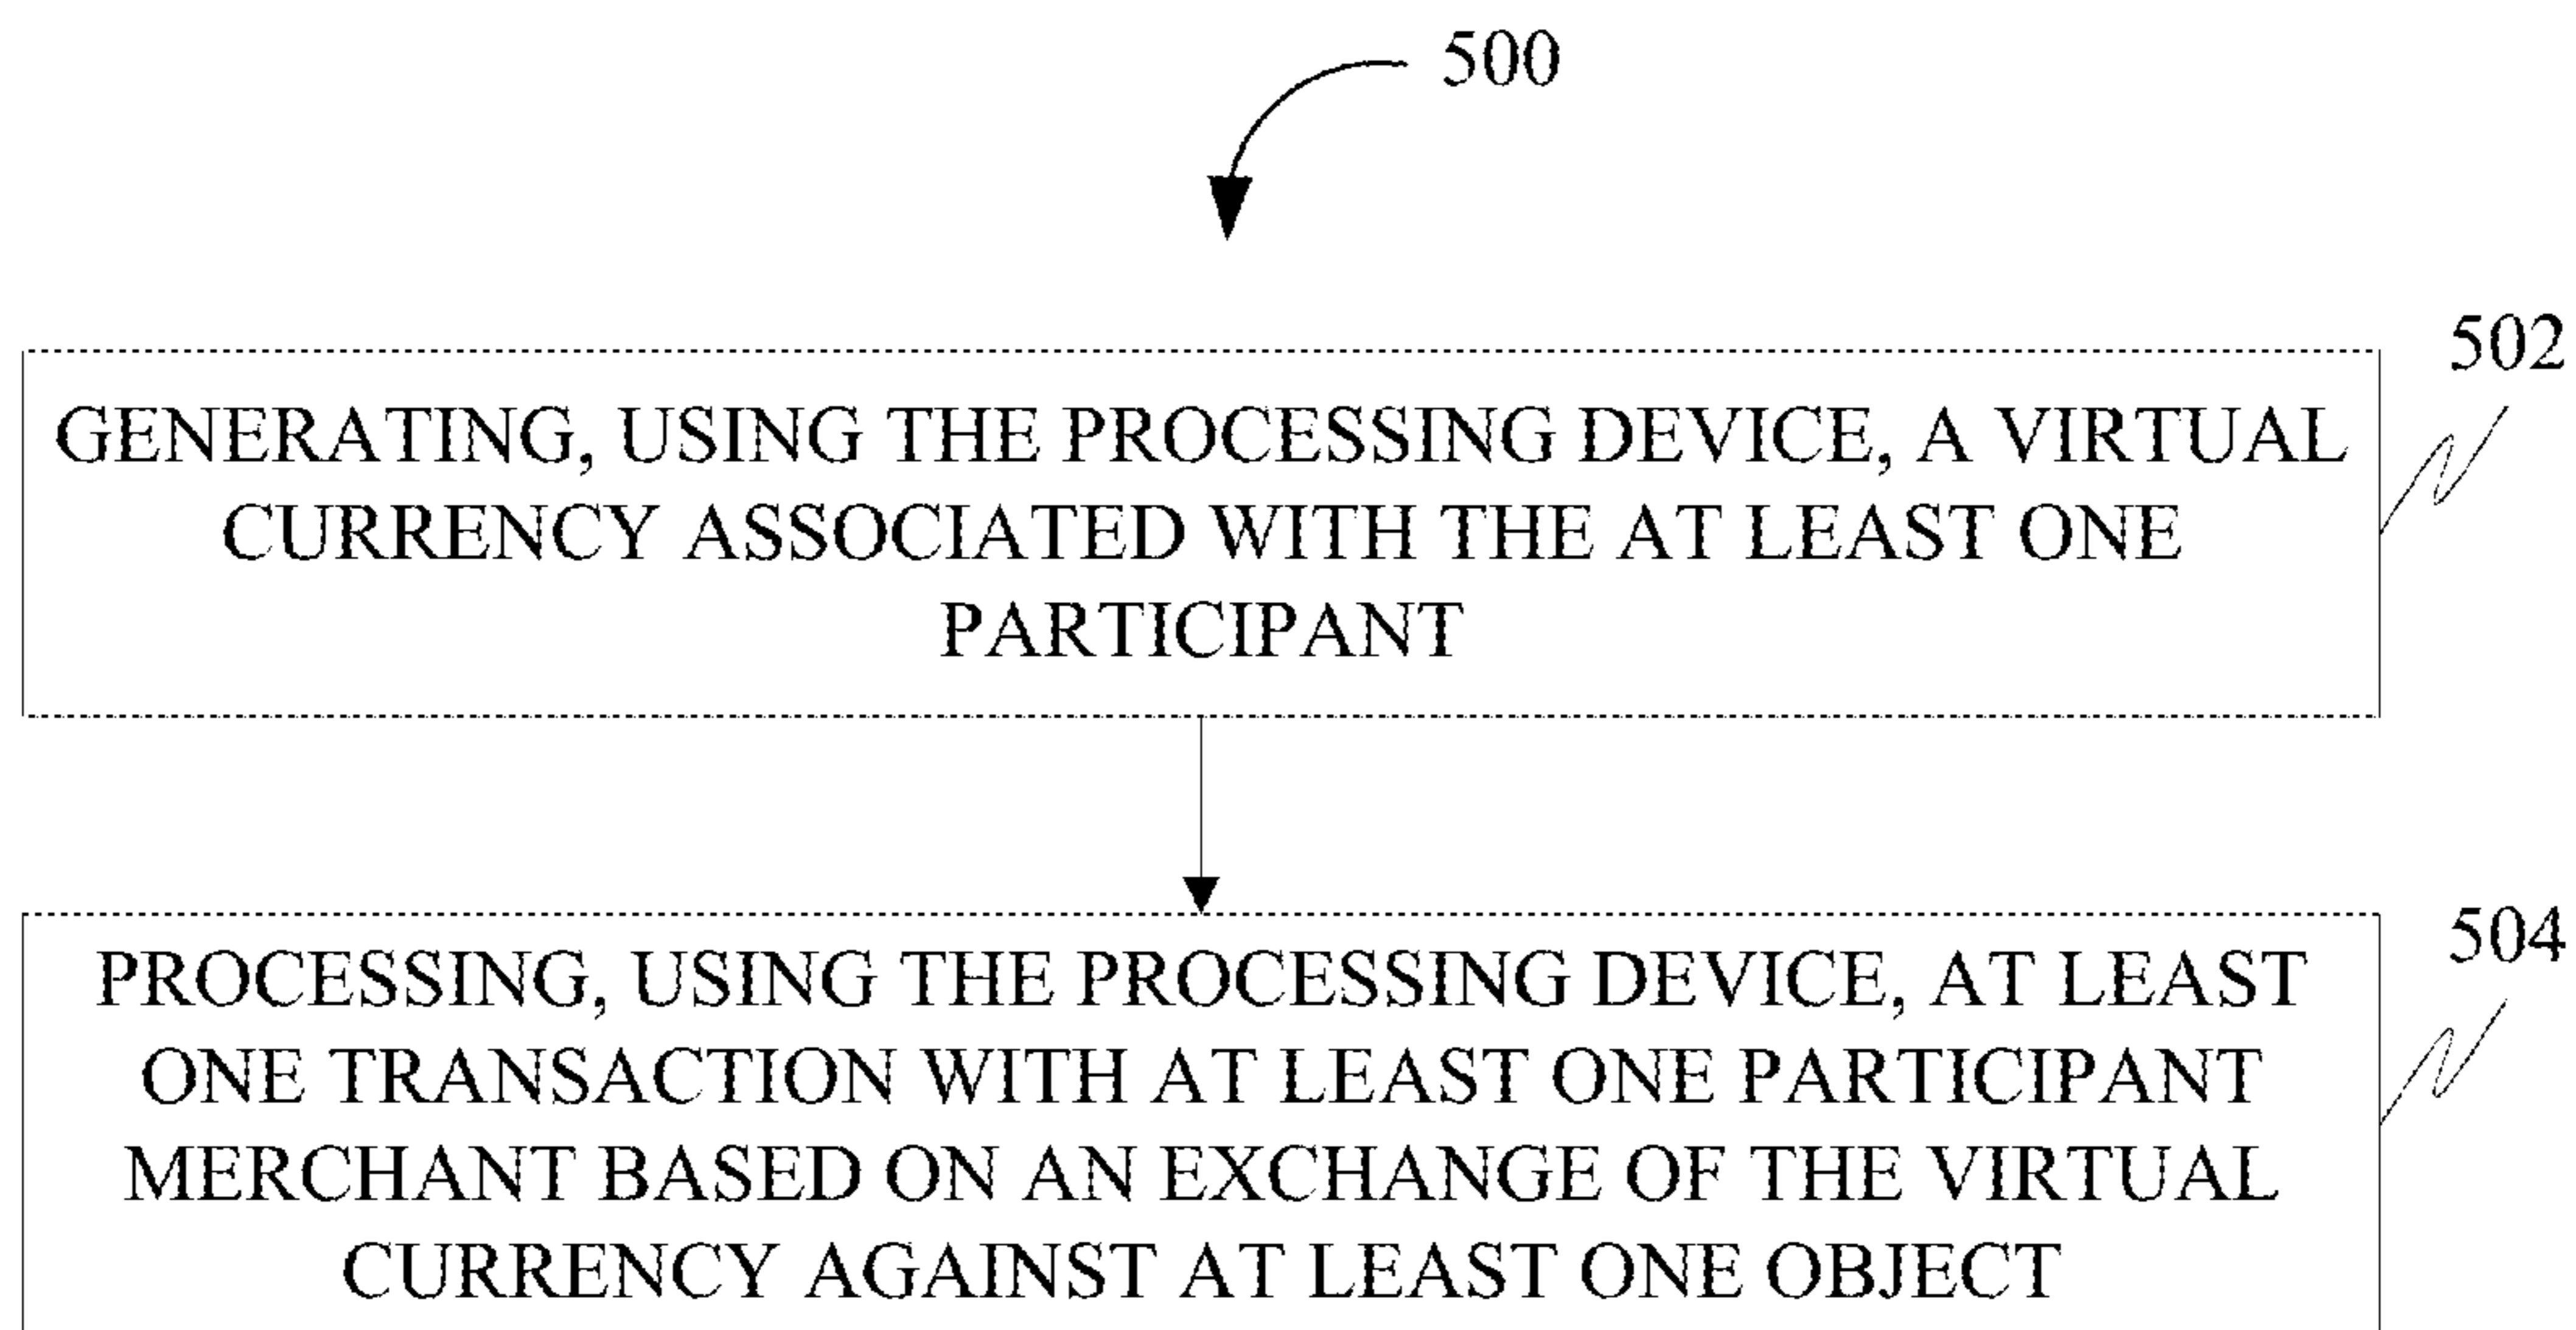 500
502
GENERATING, USING THE PROCESSING DEVICE, A VIRTUAL
CURRENCY ASSOCIATED WITH THE AT LEAST ONE
PARTICIPANT
504
PROCESSING, USING THE PROCESSING DEVICE, AT LEAST
ONE TRANSACTION WITH AT LEAST ONE PARTICIPANT
MERCHANT BASED ON AN EXCHANGE OF THE VIRTUAL
CURRENCY AGAINST AT LEAST ONE OBJECT